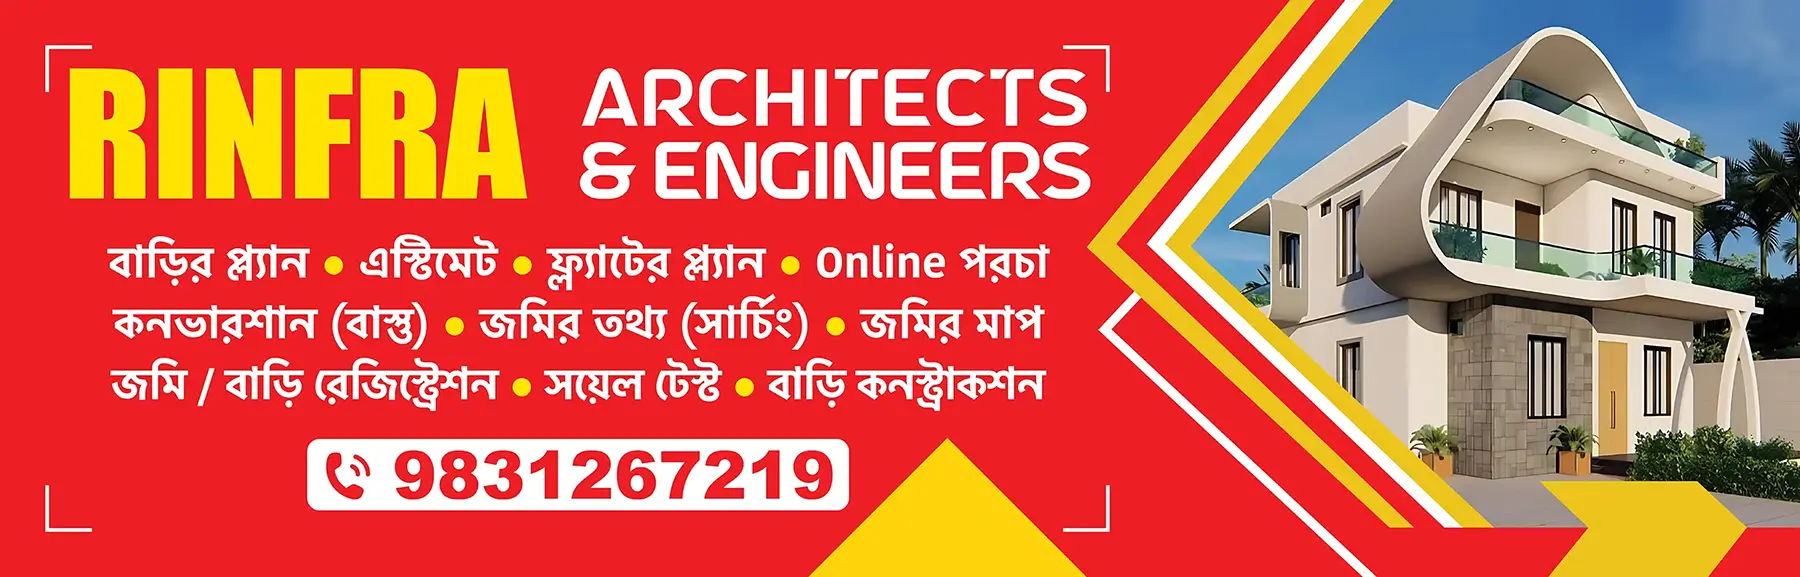 RINFRA
ARCHITECTS
& ENGINEERS
বাড়ির প্ল্যান ● এস্টিমেট ● ফ্ল্যাটের প্ল্যান ● Online পরচা
কনভারশান (বাস্তু) ● জমির তথ্য (সার্চিং) ● জমির মাপ
জমি / বাড়ি রেজিস্ট্রেশন ● সয়েল টেস্ট ● বাড়ি কনস্ট্রাকশন
9831267219